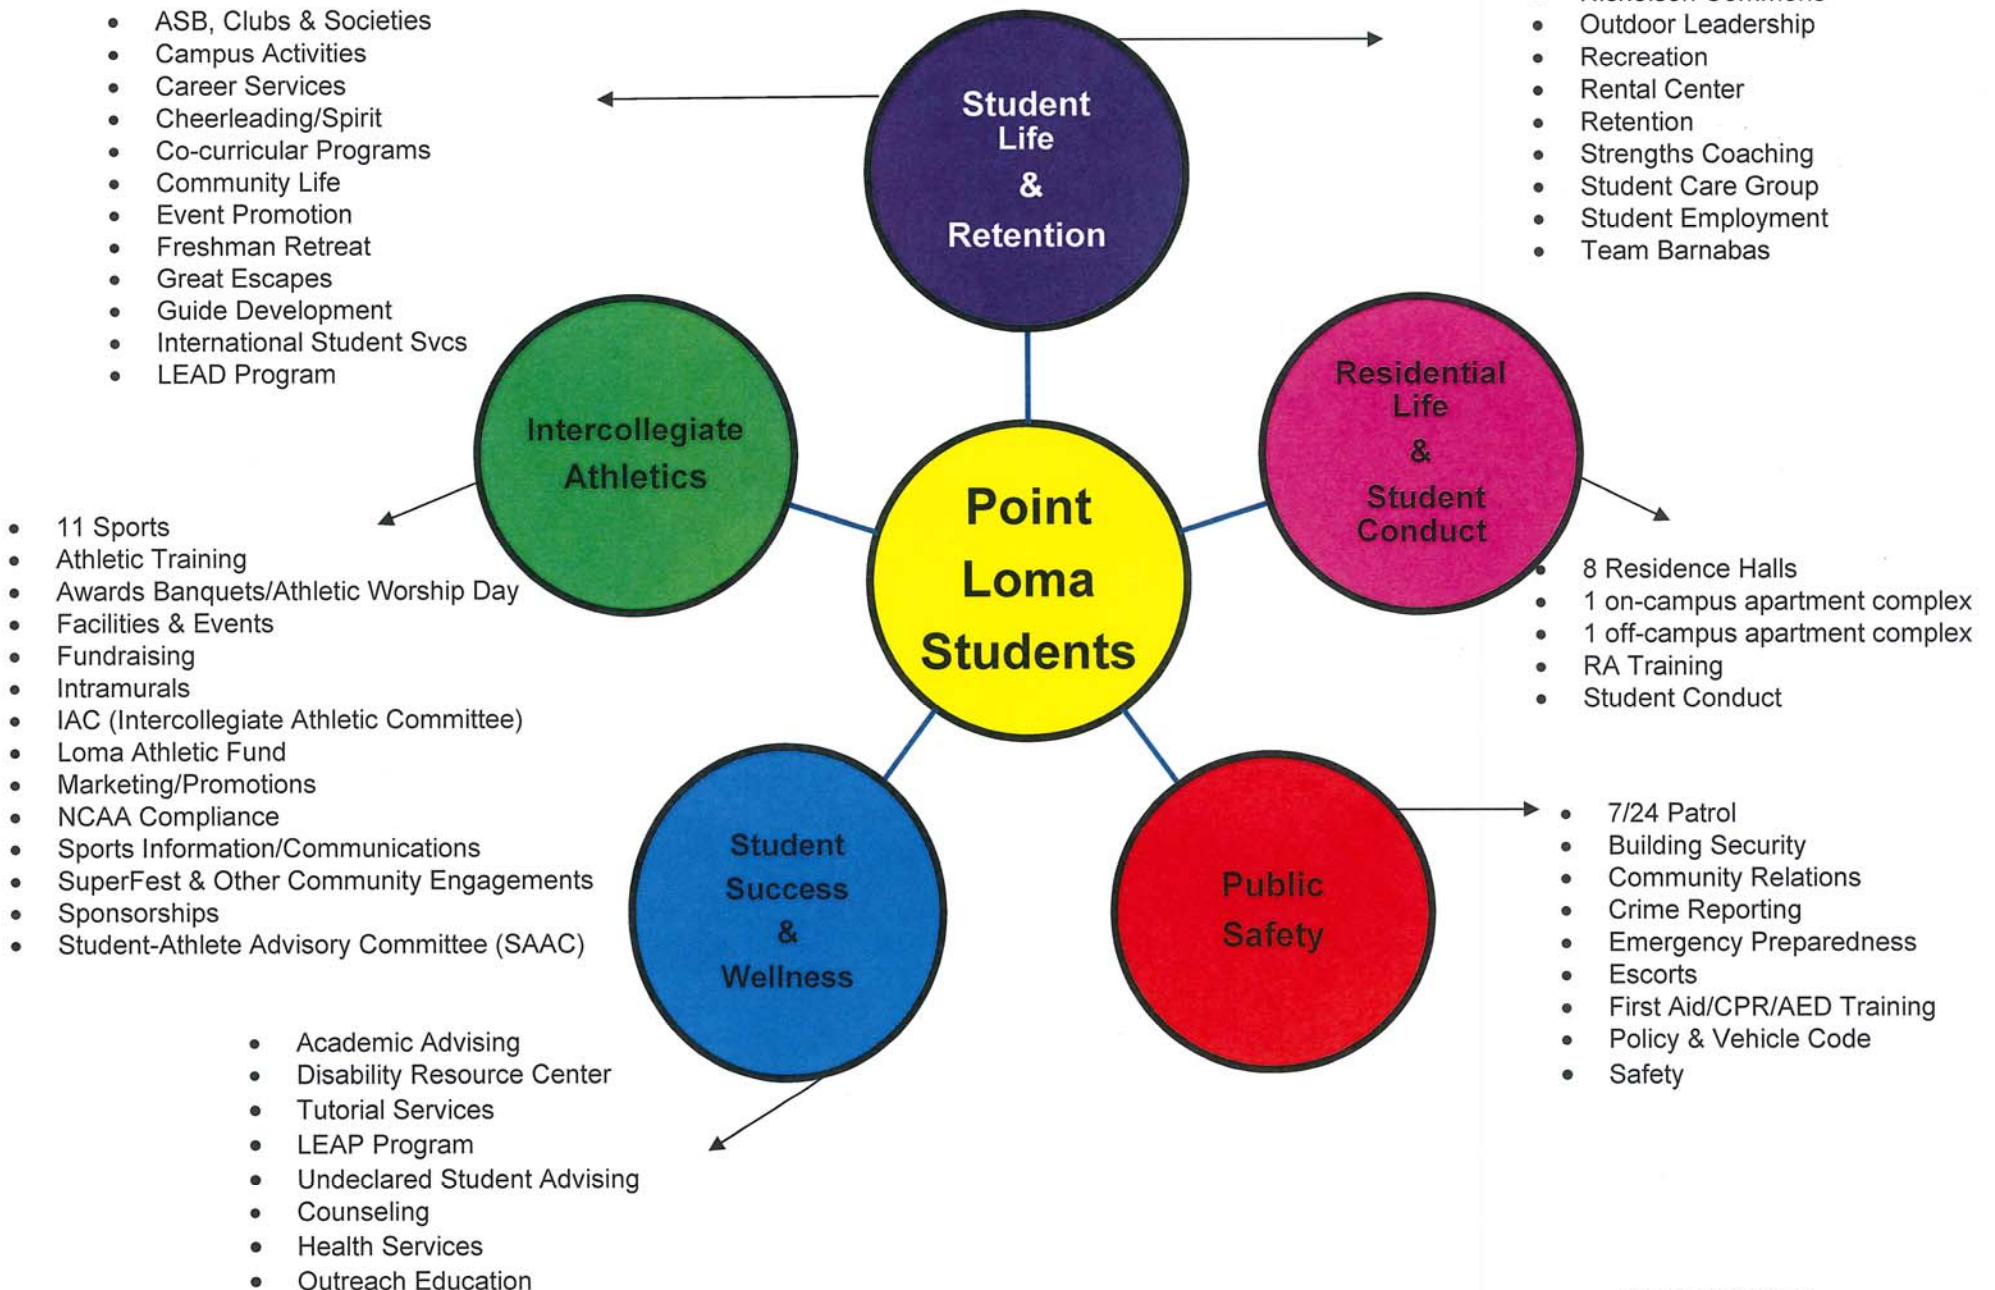 • ASB, Clubs & Societies
• Campus Activities
• Career Services
• Cheerleading/Spirit
• Co-curricular Programs
• Community Life
• Event Promotion
• Freshman Retreat
• Great Escapes
• Guide Development
• International Student Svcs
• LEAD Program
Student
Life
&
Retention
• Outdoor Leadership
• Recreation
• Rental Center
• Retention
• Strengths Coaching
• Student Care Group
• Student Employment
• Team Barnabas
Intercollegiate
Athletics
Point
Loma
Students
Residential
Life
&
Student
Conduct
• 11 Sports
• Athletic Training
• Awards Banquets/Athletic Worship Day
• Facilities & Events
• Fundraising
• Intramurals
• IAC (Intercollegiate Athletic Committee)
• Loma Athletic Fund
• Marketing/Promotions
• NCAA Compliance
• Sports Information/Communications
• SuperFest & Other Community Engagements
• Sponsorships
• Student-Athlete Advisory Committee (SAAC)
• 8 Residence Halls
• 1 on-campus apartment complex
• 1 off-campus apartment complex
• RA Training
• Student Conduct
Student
Success
&
Wellness
Public
Safety
• 7/24 Patrol
• Building Security
• Community Relations
• Crime Reporting
• Emergency Preparedness
• Escorts
• First Aid/CPR/AED Training
• Policy & Vehicle Code
• Safety
• Academic Advising
• Disability Resource Center
• Tutorial Services
• LEAP Program
• Undeclared Student Advising
• Counseling
• Health Services
• Outreach Education